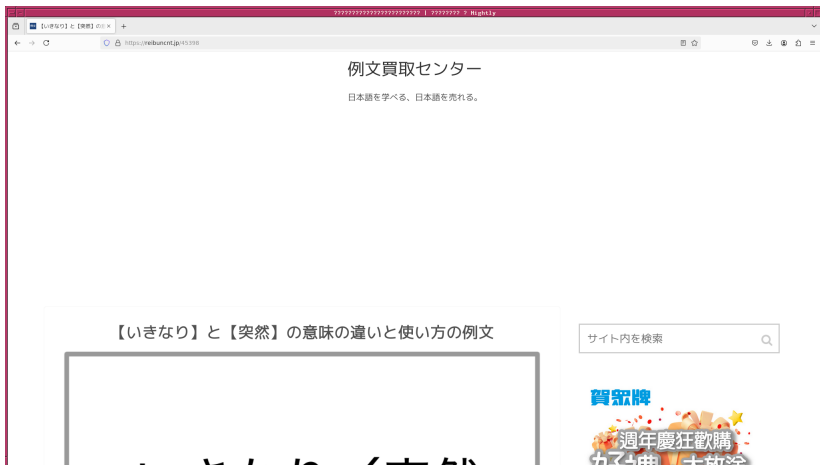 ???????????????????????? | ???????? ? Nightly
【いきなり】と【突然】の
https://reibuncnt.jp/45398
例文買取センター
日本語を学べる、日本語を売れる。
【いきなり】と【突然】の意味の違いと使い方の例文
サイト内を検索
賀眾牌
週年慶狂歡購